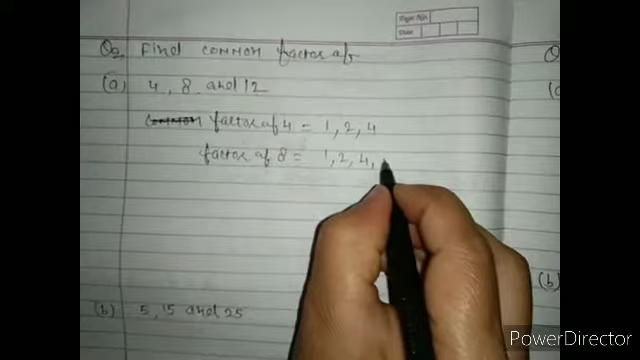 Q2. Find common factor of
(a) 4, 8 and 12
common factor of 4 = 1, 2, 4
factor of 8 = 1, 2, 4,
(b) 5, 15 and 25
Page No.
Date
Q
(a
(b)
PowerDirector